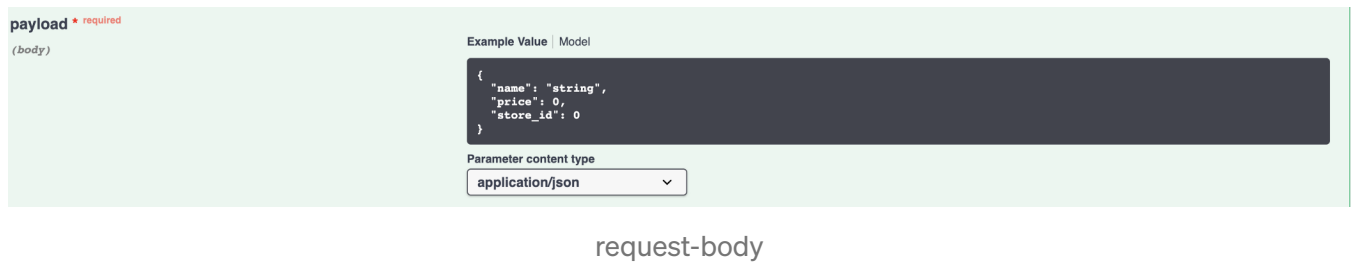 payload * required
(body)
Example Value | Model
{
  "name": "string",
  "price": 0,
  "store_id": 0
}
Parameter content type
application/json
request-body